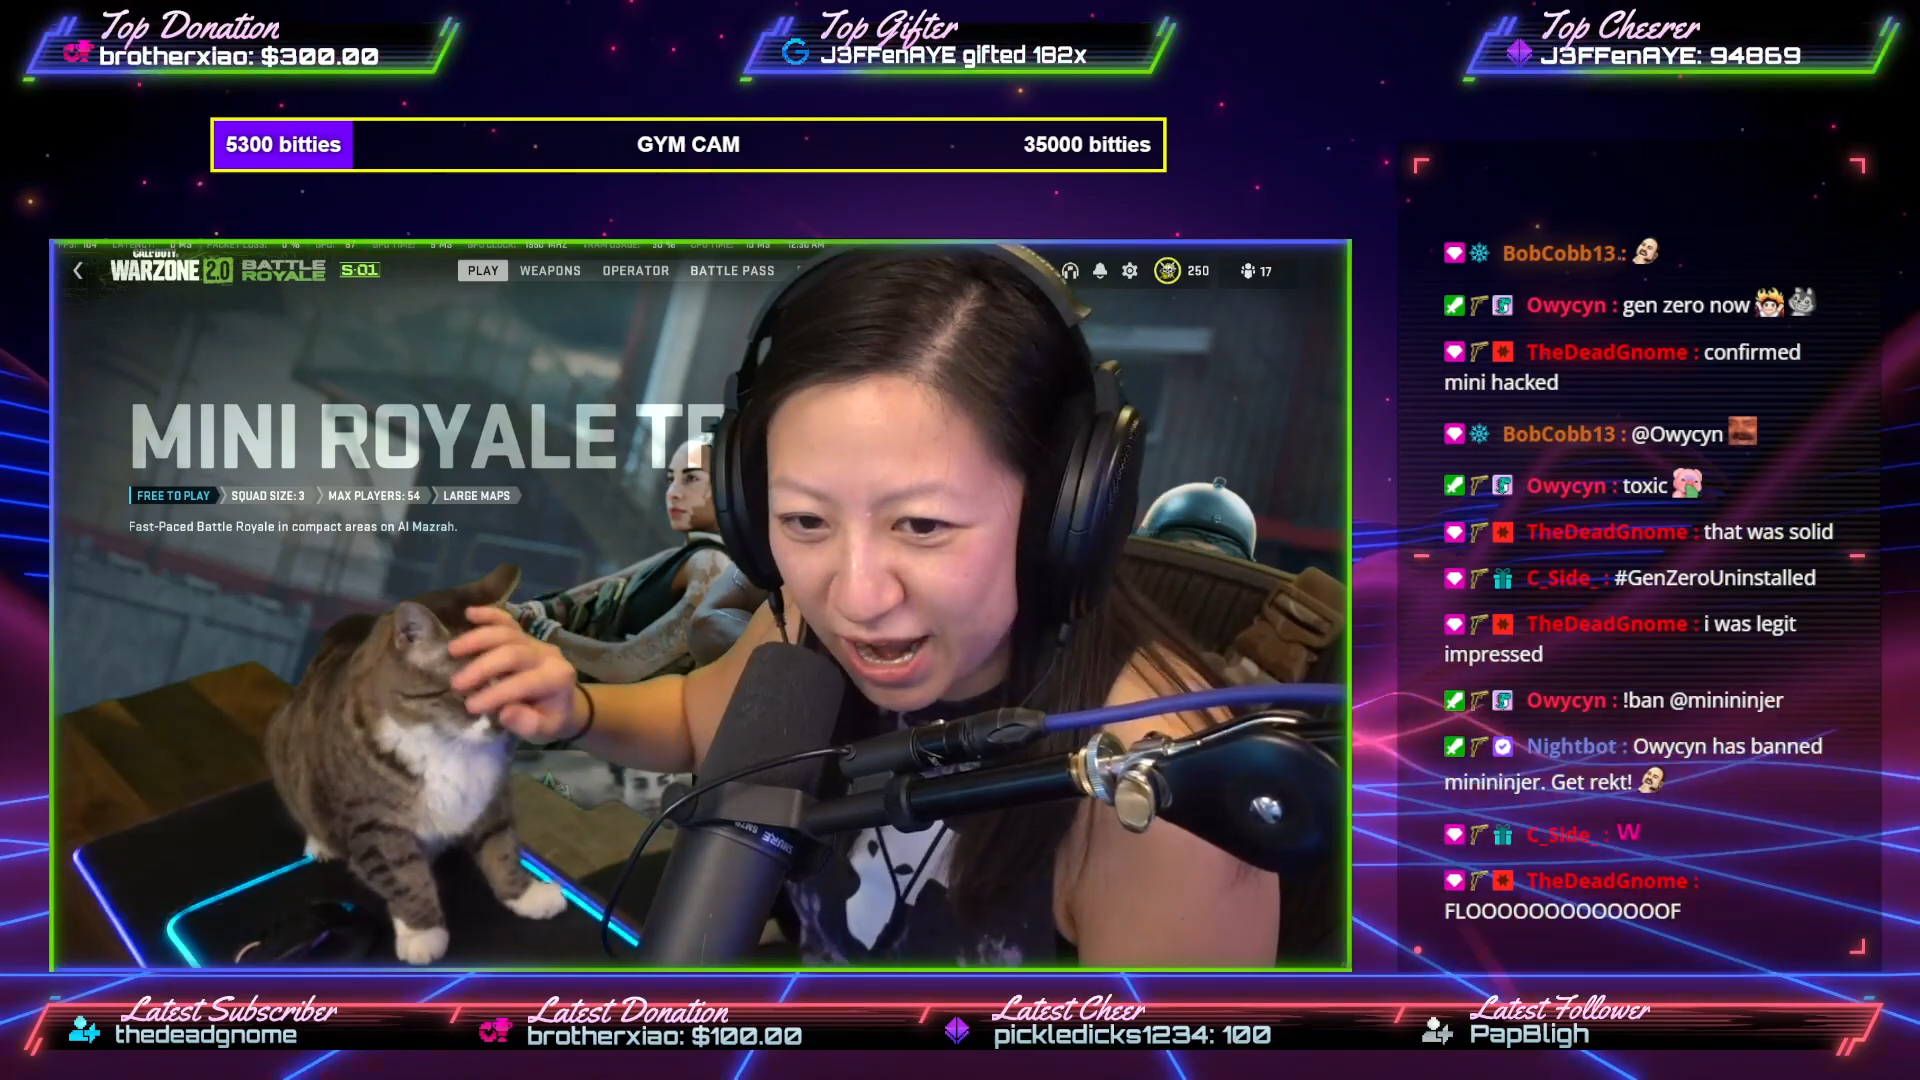 Top Donation
brotherxiao: $300.00
Top Gifter
J3FFenAYE gifted 182x
Top Cheerer
J3FFenAYE: 94869
5300 bitties
GYM CAM
35000 bitties
CALL OF DUTY
WARZONE 2.0 BATTLE ROYALE S·01
PLAY WEAPONS OPERATOR BATTLE PASS
250
17
MINI ROYALE
FREE TO PLAY SQUAD SIZE: 3 MAX PLAYERS: 54 LARGE MAPS
Fast-Paced Battle Royale in compact areas on Al Mazrah.
SHURE
BobCobb13 :
Owycyn : gen zero now
TheDeadGnome : confirmed
mini hacked
BobCobb13 : @Owycyn
Owycyn : toxic
TheDeadGnome : that was solid
C_Side_ : #GenZeroUninstalled
TheDeadGnome : i was legit
impressed
Owycyn : !ban @minininjer
Nightbot : Owycyn has banned
minininjer. Get rekt!
C_Side_ : W
TheDeadGnome :
FLOOOOOOOOOOOOOF
Latest Subscriber
thedeadgnome
Latest Donation
brotherxiao: $100.00
Latest Cheer
pickledicks1234: 100
Latest Follower
PapBligh